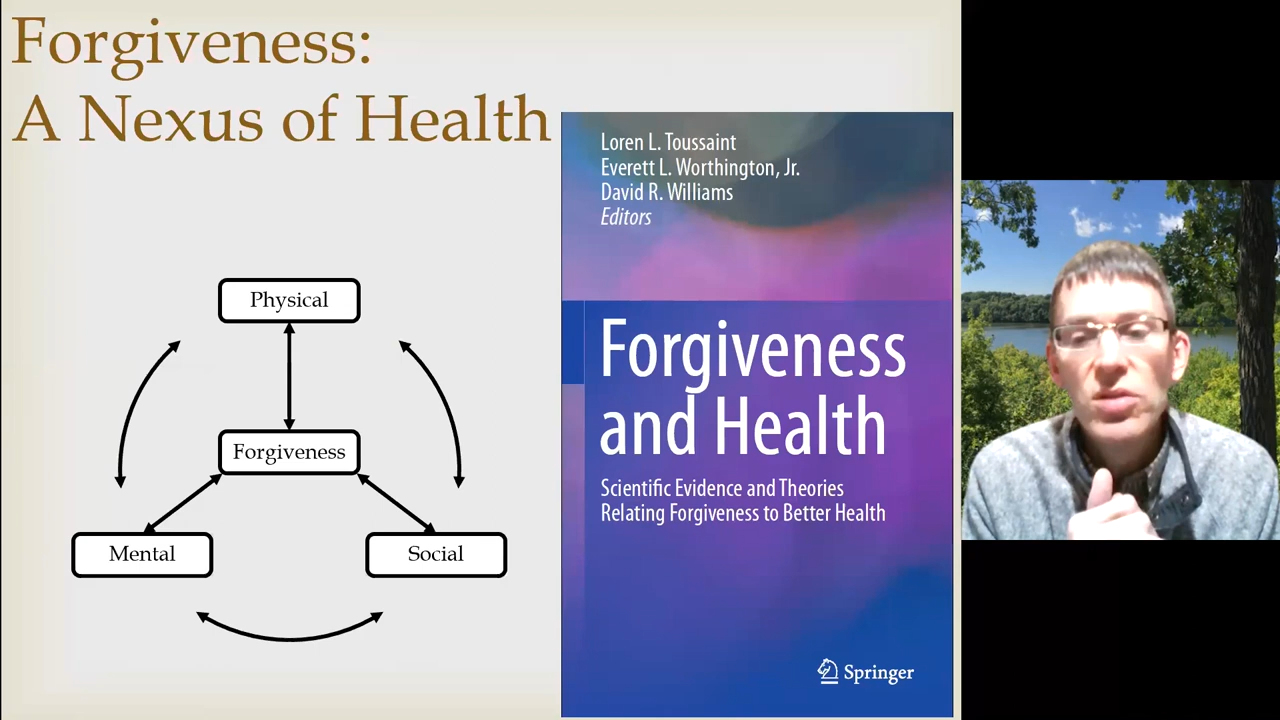 Forgiveness:
A Nexus of Health
Physical
Forgiveness
Mental
Social
Loren L. Toussaint
Everett L. Worthington, Jr.
David R. Williams
Editors
Forgiveness
and Health
Scientific Evidence and Theories
Relating Forgiveness to Better Health
Springer